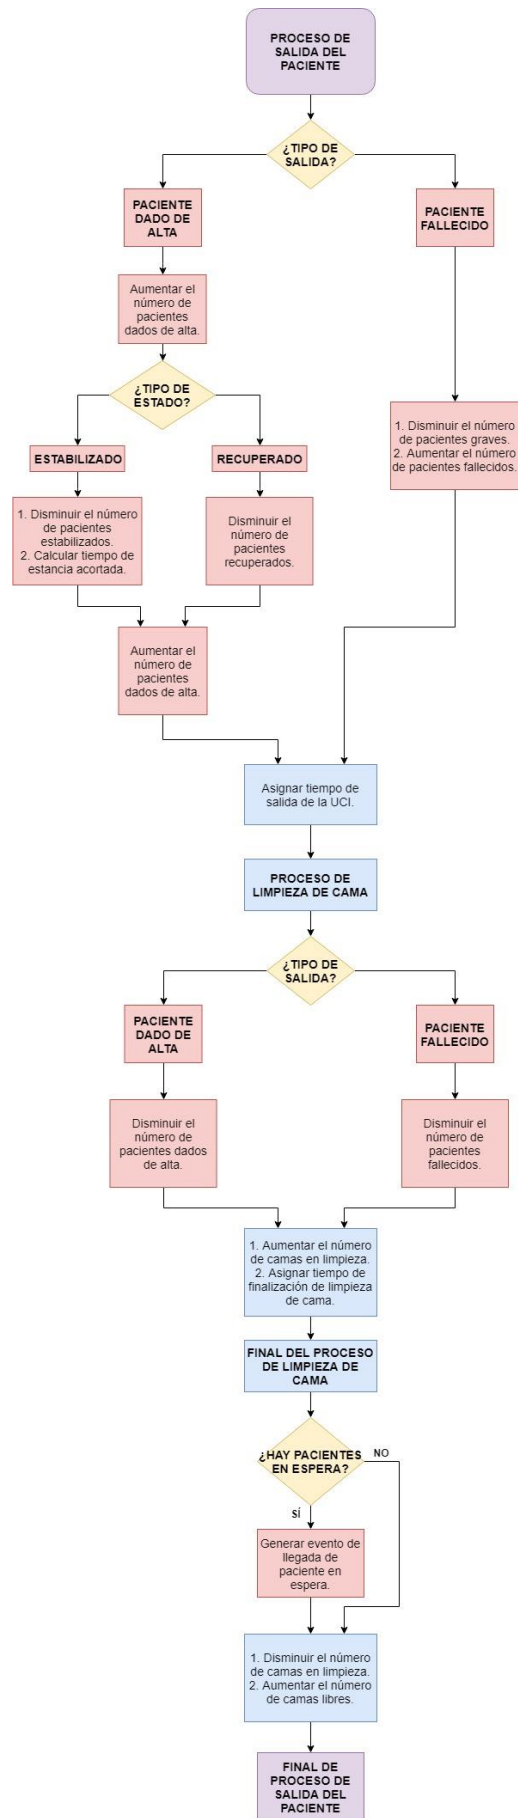 PROCESO DE
SALIDA DEL
PACIENTE
¿TIPO DE
SALIDA?
PACIENTE
DADO DE
ALTA
PACIENTE
FALLECIDO
Aumentar el
número de
pacientes
dados de alta.
¿TIPO DE
ESTADO?
1. Disminuir el número
de pacientes graves.
2. Aumentar el número
de pacientes fallecidos.
ESTABILIZADO
RECUPERADO
1. Disminuir el número
de pacientes
estabilizados.
2. Calcular tiempo de
estancia acortada.
Disminuir el
número de
pacientes
recuperados.
Aumentar el
número de
pacientes
dados de alta.
Asignar tiempo de
salida de la UCI.
PROCESO DE
LIMPIEZA DE CAMA
¿TIPO DE
SALIDA?
PACIENTE
DADO DE
ALTA
PACIENTE
FALLECIDO
Disminuir el
número de
pacientes dados
de alta.
Disminuir el
número de
pacientes
fallecidos.
1. Aumentar el número
de camas en limpieza.
2. Asignar tiempo de
finalización de limpieza
de cama.
FINAL DEL PROCESO
DE LIMPIEZA DE
CAMA
¿HAY PACIENTES
EN ESPERA?
NO
SÍ
Generar evento de
llegada de
paciente en
espera.
1. Disminuir el número
de camas en limpieza.
2. Aumentar el número
de camas libres.
FINAL DE
PROCESO DE
SALIDA DEL
PACIENTE